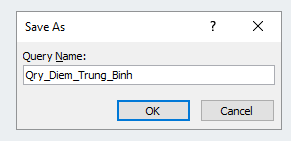 Save As ?
Query Name:
Qry_Diem_Trung_Binh
OK Cancel